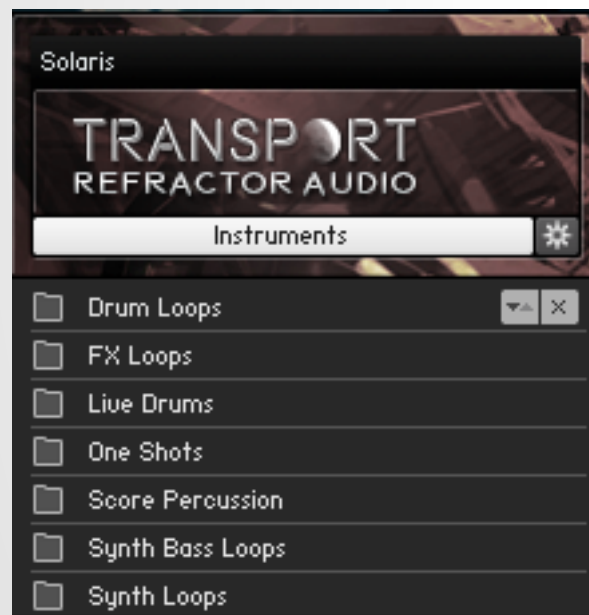 Solaris
TRANSPORT
REFRACTOR AUDIO
Instruments
Drum Loops
FX Loops
Live Drums
One Shots
Score Percussion
Synth Bass Loops
Synth Loops